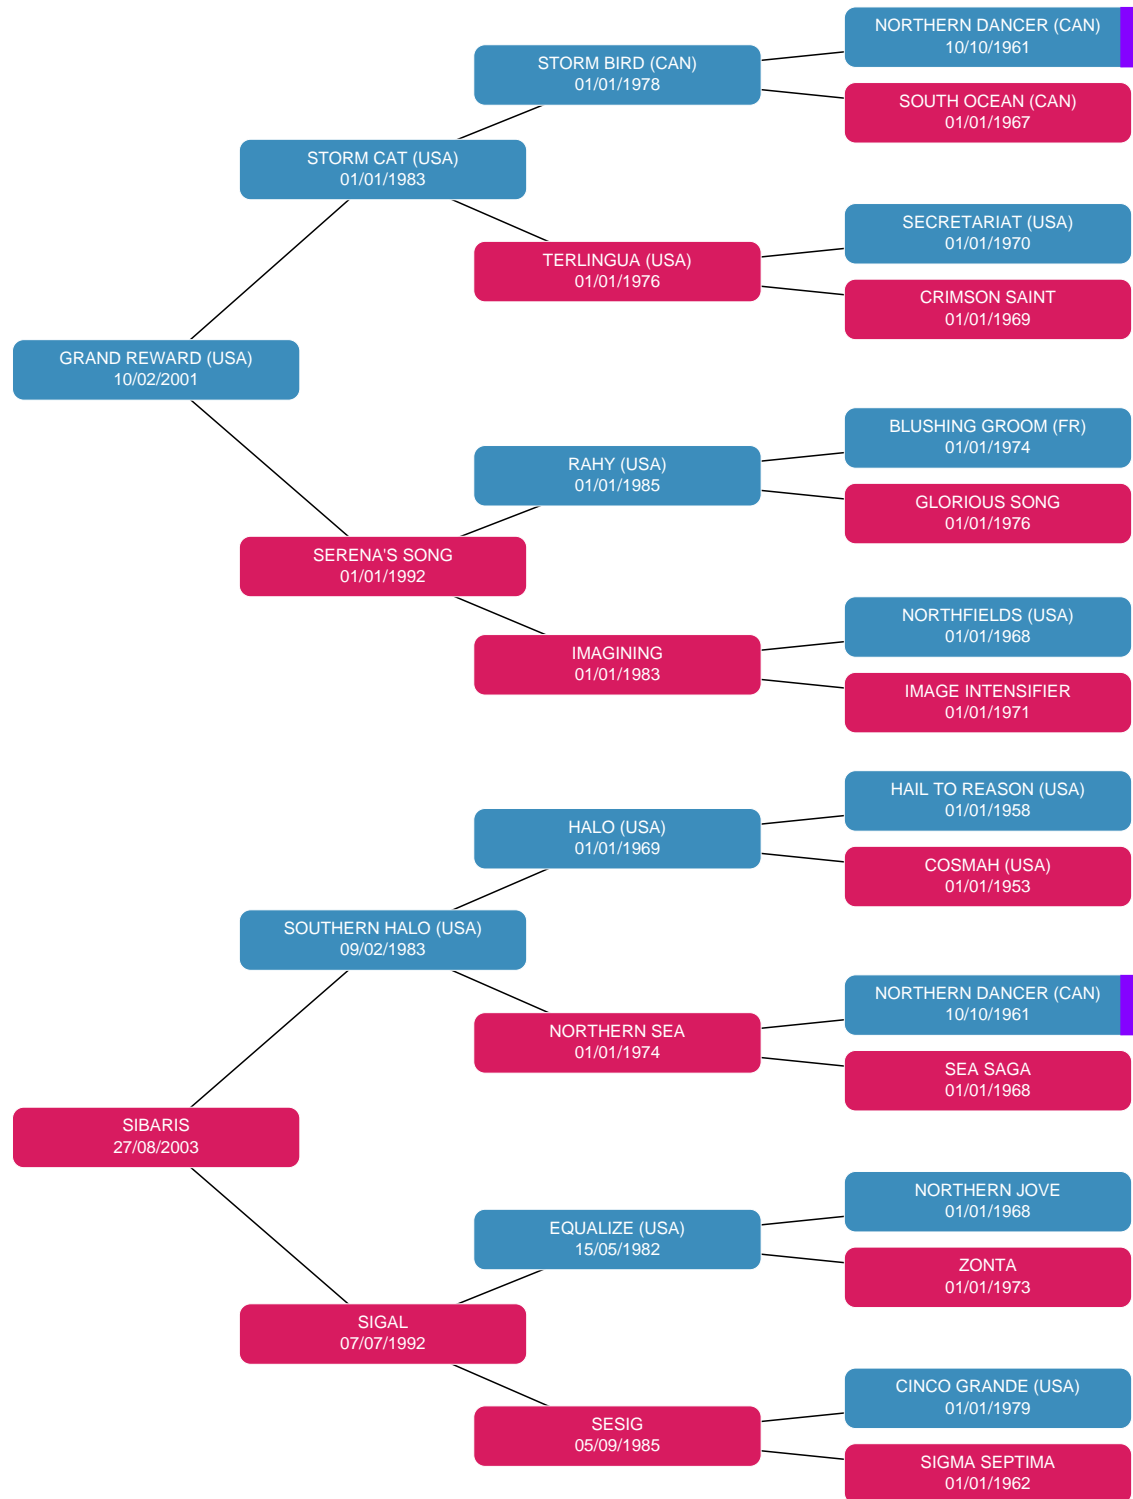 NORTHERN DANCER (CAN)
10/10/1961
STORM BIRD (CAN)
01/01/1978
SOUTH OCEAN (CAN)
01/01/1967
STORM CAT (USA)
01/01/1983
SECRETARIAT (USA)
01/01/1970
TERLINGUA (USA)
01/01/1976
CRIMSON SAINT
01/01/1969
GRAND REWARD (USA)
10/02/2001
BLUSHING GROOM (FR)
01/01/1974
RAHY (USA)
01/01/1985
GLORIOUS SONG
01/01/1976
SERENA'S SONG
01/01/1992
NORTHFIELDS (USA)
01/01/1968
IMAGINING
01/01/1983
IMAGE INTENSIFIER
01/01/1971
HAIL TO REASON (USA)
01/01/1958
HALO (USA)
01/01/1969
COSMAH (USA)
01/01/1953
SOUTHERN HALO (USA)
09/02/1983
NORTHERN DANCER (CAN)
10/10/1961
NORTHERN SEA
01/01/1974
SEA SAGA
01/01/1968
SIBARIS
27/08/2003
NORTHERN JOVE
01/01/1968
EQUALIZE (USA)
15/05/1982
ZONTA
01/01/1973
SIGAL
07/07/1992
CINCO GRANDE (USA)
01/01/1979
SESIG
05/09/1985
SIGMA SEPTIMA
01/01/1962